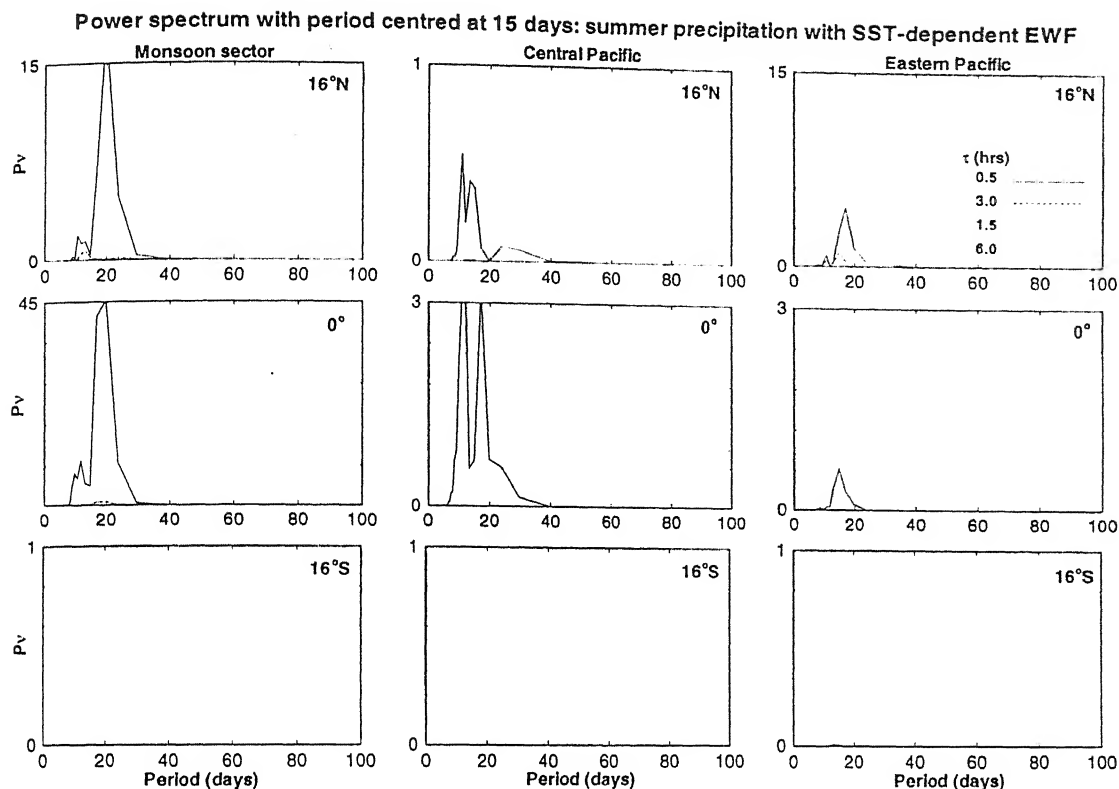 Power spectrum with period centred at 15 days: summer precipitation with SST-dependent EWF
Monsoon sector
Central Pacific
Eastern Pacific
15
16°N
Pν
0
0 20 40 60 80 100
1
16°N
0
0 20 40 60 80 100
15
16°N
τ (hrs)
0.5
3.0
1.5
6.0
0
0 20 40 60 80 100
45
0°
Pν
0
0 20 40 60 80 100
3
0°
0
0 20 40 60 80 100
3
0°
0
0 20 40 60 80 100
1
16°S
Pν
0
0 20 40 60 80 100
Period (days)
1
16°S
0
0 20 40 60 80 100
Period (days)
1
16°S
0
0 20 40 60 80 100
Period (days)